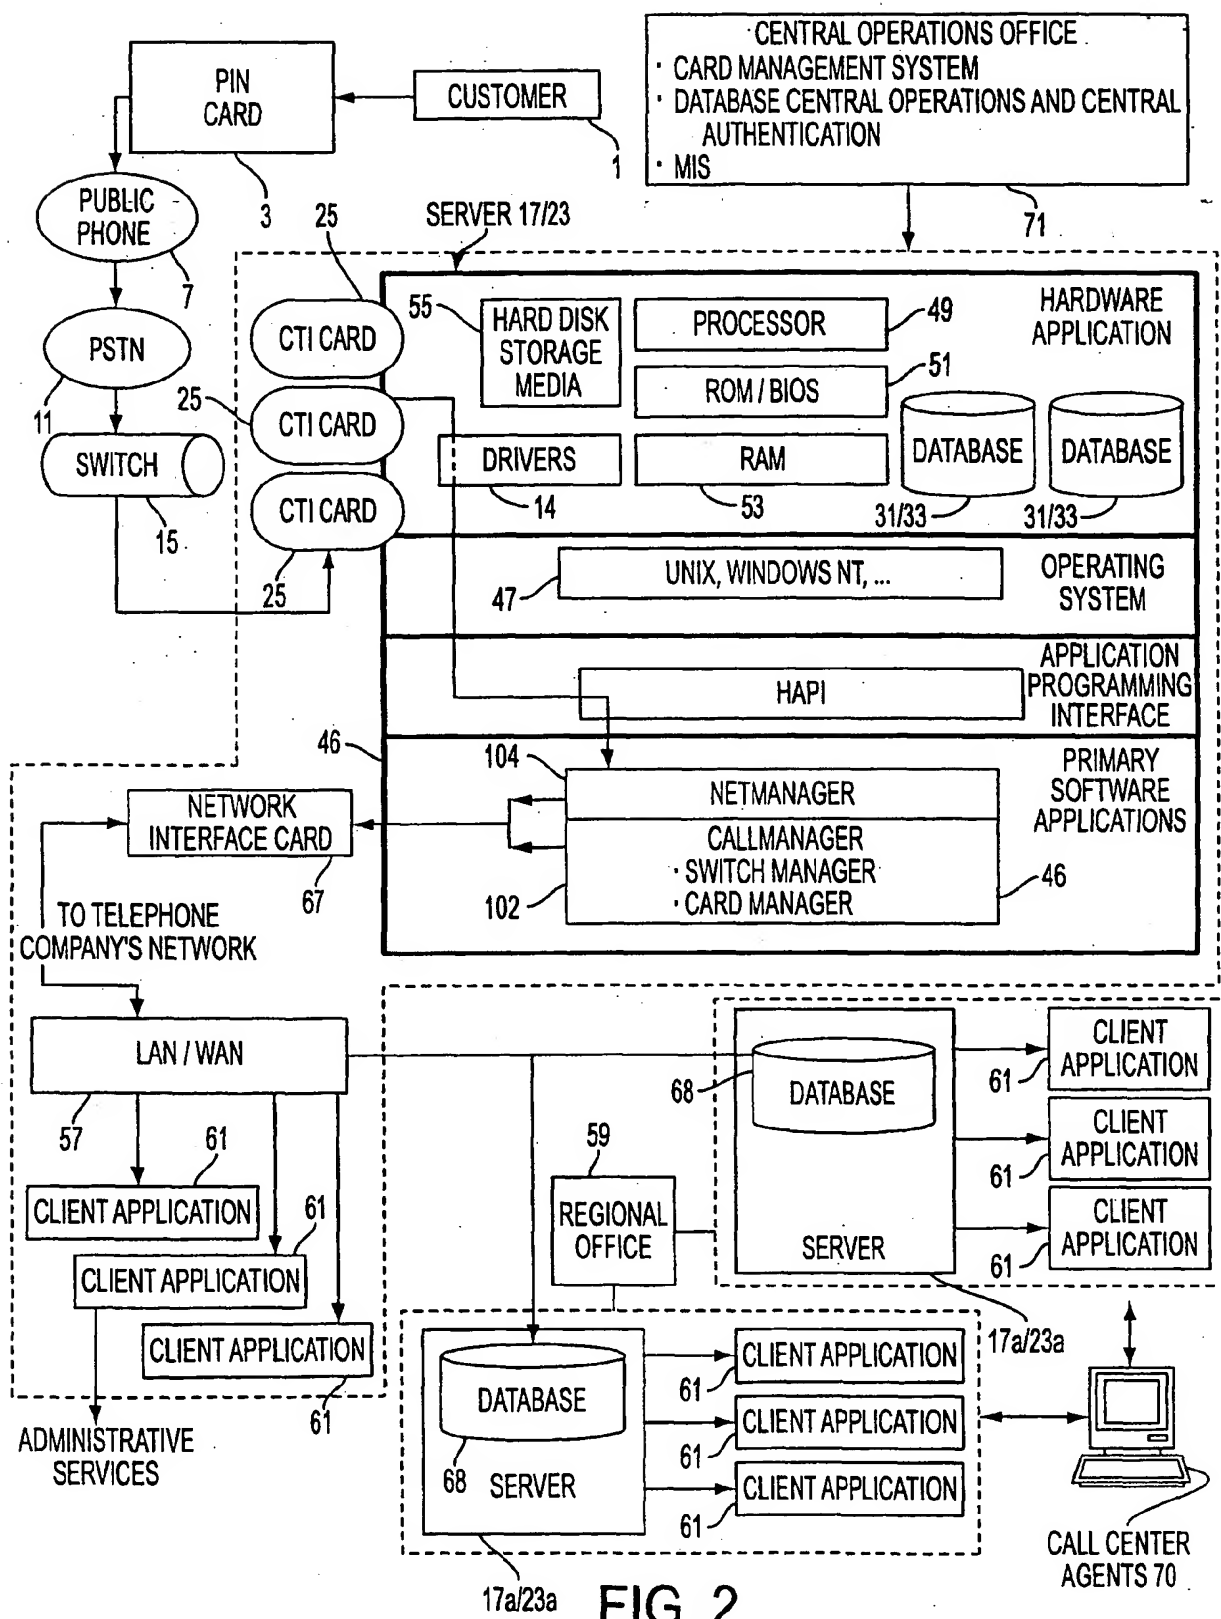 CENTRAL OPERATIONS OFFICE
· CARD MANAGEMENT SYSTEM
· DATABASE CENTRAL OPERATIONS AND CENTRAL
AUTHENTICATION
· MIS
71
PIN
CARD
3
CUSTOMER
1
PUBLIC
PHONE
7
PSTN
11
SWITCH
15
SERVER 17/23
25
CTI CARD
25
CTI CARD
CTI CARD
25
55
HARD DISK
STORAGE
MEDIA
PROCESSOR
49
HARDWARE
APPLICATION
ROM / BIOS
51
DRIVERS
14
RAM
53
DATABASE
31/33
DATABASE
31/33
UNIX, WINDOWS NT, ...
47
OPERATING
SYSTEM
HAPI
APPLICATION
PROGRAMMING
INTERFACE
46
104
NETMANAGER
PRIMARY
SOFTWARE
APPLICATIONS
CALLMANAGER
· SWITCH MANAGER
· CARD MANAGER
102
46
NETWORK
INTERFACE CARD
67
TO TELEPHONE
COMPANY'S NETWORK
LAN / WAN
57
61
CLIENT APPLICATION
61
CLIENT APPLICATION
CLIENT APPLICATION
61
ADMINISTRATIVE
SERVICES
59
REGIONAL
OFFICE
68
DATABASE
SERVER
17a/23a
CLIENT
APPLICATION
61
CLIENT
APPLICATION
61
CLIENT
APPLICATION
61
DATABASE
68
SERVER
17a/23a
CLIENT APPLICATION
61
CLIENT APPLICATION
61
CLIENT APPLICATION
61
CALL CENTER
AGENTS 70
FIG. 2